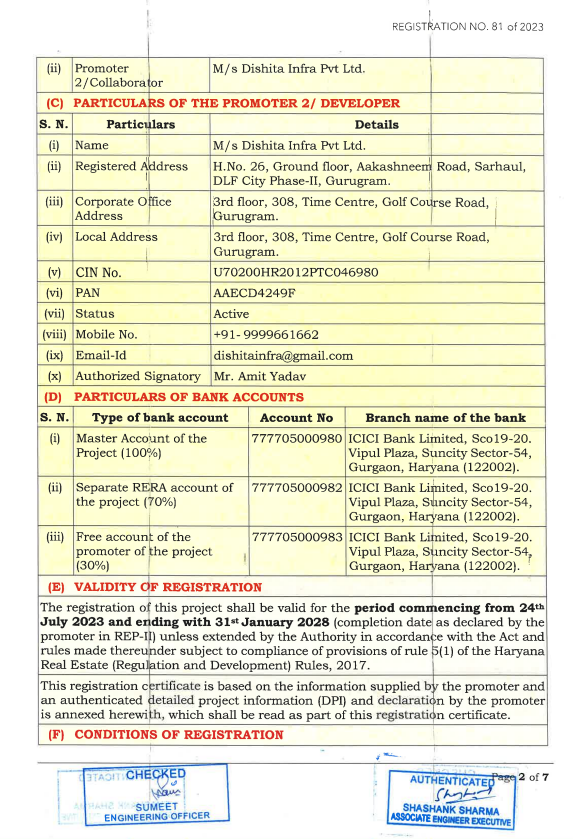 REGISTRATION NO. 81 of 2023
(ii) Promoter 2/Collaborator M/s Dishita Infra Pvt Ltd.
(C) PARTICULARS OF THE PROMOTER 2/ DEVELOPER
S. N. Particulars Details
(i) Name M/s Dishita Infra Pvt Ltd.
(ii) Registered Address H.No. 26, Ground floor, Aakashneem Road, Sarhaul,
DLF City Phase-II, Gurugram.
(iii) Corporate Office Address 3rd floor, 308, Time Centre, Golf Course Road,
Gurugram.
(iv) Local Address 3rd floor, 308, Time Centre, Golf Course Road,
Gurugram.
(v) CIN No. U70200HR2012PTC046980
(vi) PAN AAECD4249F
(vii) Status Active
(viii) Mobile No. +91- 9999661662
(ix) Email-Id dishitainfra@gmail.com
(x) Authorized Signatory Mr. Amit Yadav
(D) PARTICULARS OF BANK ACCOUNTS
S. N. Type of bank account Account No Branch name of the bank
(i) Master Account of the Project (100%) 777705000980 ICICI Bank Limited, Sco19-20.
Vipul Plaza, Suncity Sector-54,
Gurgaon, Haryana (122002).
(ii) Separate RERA account of the project (70%) 777705000982 ICICI Bank Limited, Sco19-20.
Vipul Plaza, Suncity Sector-54,
Gurgaon, Haryana (122002).
(iii) Free account of the promoter of the project (30%) 777705000983 ICICI Bank Limited, Sco19-20.
Vipul Plaza, Suncity Sector-54,
Gurgaon, Haryana (122002).
(E) VALIDITY OF REGISTRATION
The registration of this project shall be valid for the period commencing from 24th
July 2023 and ending with 31st January 2028 (completion date as declared by the
promoter in REP-II) unless extended by the Authority in accordance with the Act and
rules made thereunder subject to compliance of provisions of rule 5(1) of the Haryana
Real Estate (Regulation and Development) Rules, 2017.
This registration certificate is based on the information supplied by the promoter and
an authenticated detailed project information (DPI) and declaration by the promoter
is annexed herewith, which shall be read as part of this registration certificate.
(F) CONDITIONS OF REGISTRATION
Page 2 of 7
CHECKED
SUMEET
ENGINEERING OFFICER
AUTHENTICATED
SHASHANK SHARMA
ASSOCIATE ENGINEER EXECUTIVE